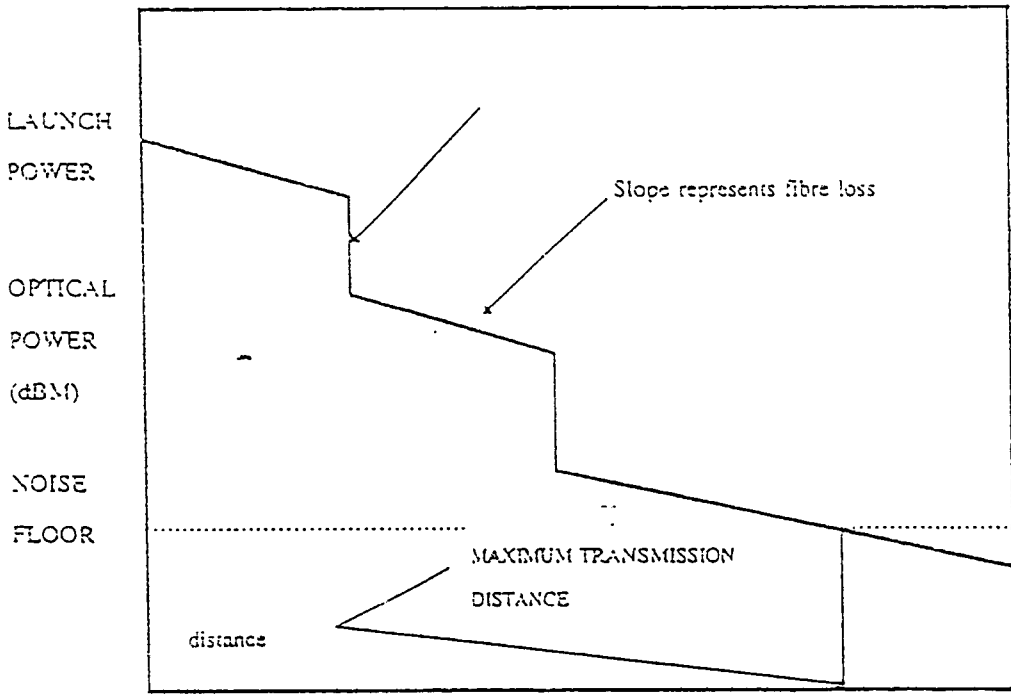 LAUNCH
POWER
Slope represents fibre loss
OPTICAL
POWER
(dBM)
NOISE
FLOOR
MAXIMUM TRANSMISSION
DISTANCE
distance